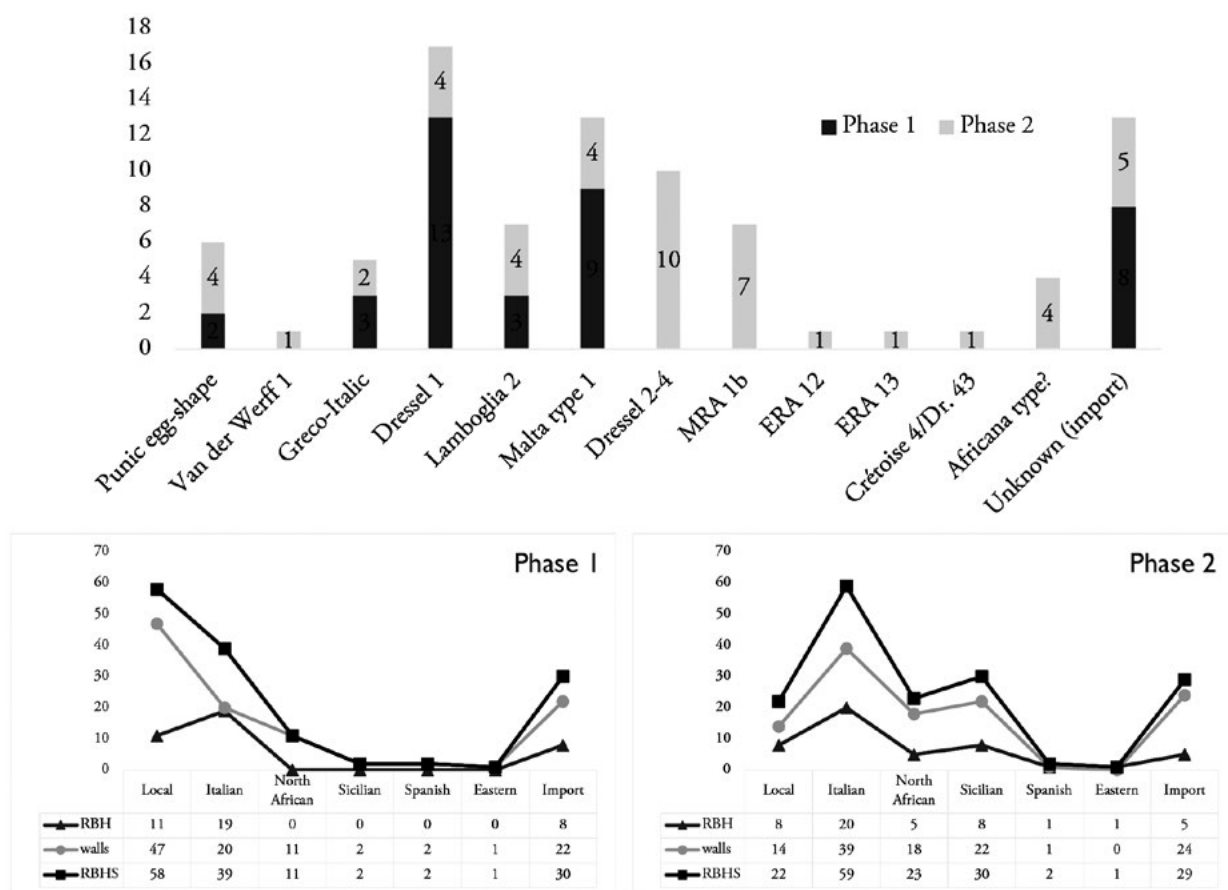 18
16
14
12
10
8
6
4
2
0
Phase 1 Phase 2
4 1 2 4 4 4 10 7 1 1 1 4 5
2 3 13 3 9 8
Punic egg-shape
Van der Werff 1
Greco-Italic
Dressel 1
Lamboglia 2
Malta type 1
Dressel 2-4
MRA 1b
ERA 12
ERA 13
Crétoise 4/Dr. 43
Africana type?
Unknown (import)
Phase 1
70
60
50
40
30
20
10
0
Local Italian North African Sicilian Spanish Eastern Import
RBH 11 19 0 0 0 0 8
walls 47 20 11 2 2 1 22
RBHS 58 39 11 2 2 1 30
Phase 2
70
60
50
40
30
20
10
0
Local Italian North African Sicilian Spanish Eastern Import
RBH 8 20 5 8 1 1 5
walls 14 39 18 22 1 0 24
RBHS 22 59 23 30 2 1 29